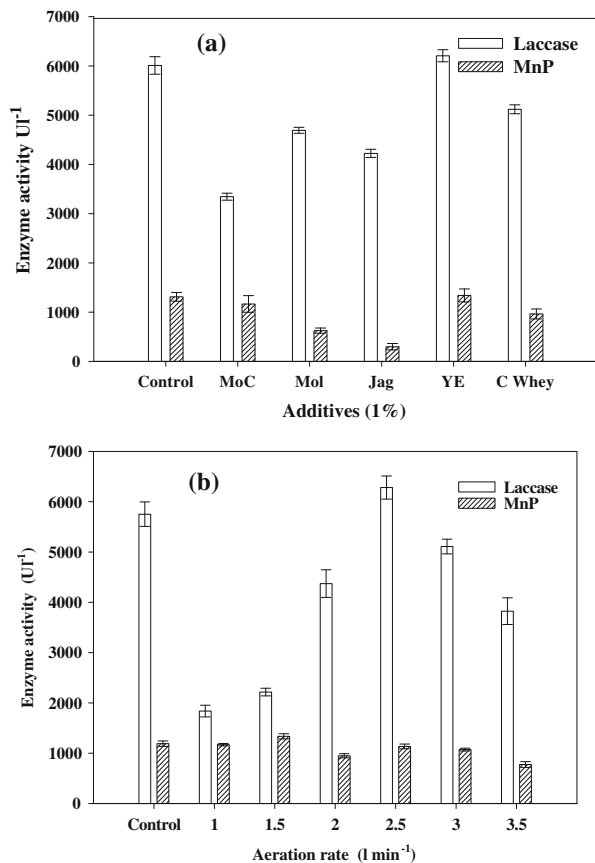 (a)
Laccase
MnP
7000
6000
5000
4000
3000
2000
1000
0
Enzyme activity Ul⁻¹
Control MoC Mol Jag YE C Whey
Additives (1%)
(b)
Laccase
MnP
7000
6000
5000
4000
3000
2000
1000
0
Enzyme activity (Ul⁻¹)
Control 1 1.5 2 2.5 3 3.5
Aeration rate (l min⁻¹)